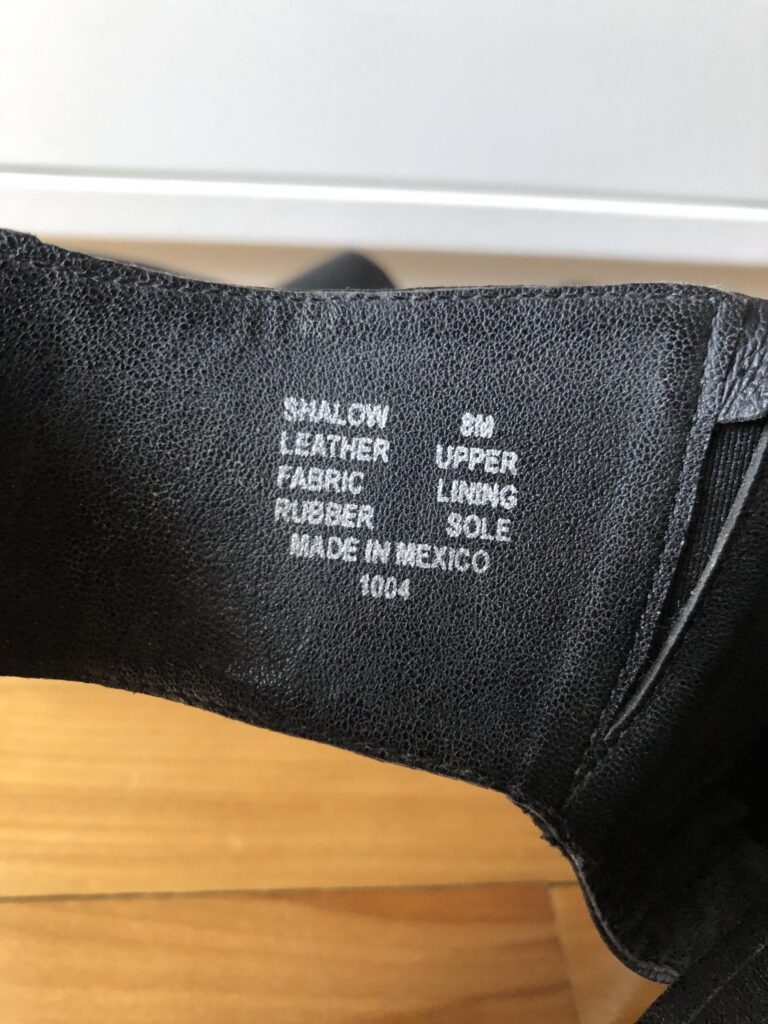 SHALOW 8M
LEATHER UPPER
FABRIC LINING
RUBBER SOLE
MADE IN MEXICO
1004